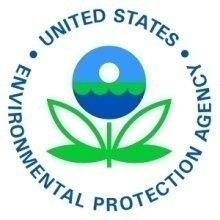 UNITED STATES
ENVIRONMENTAL PROTECTION AGENCY